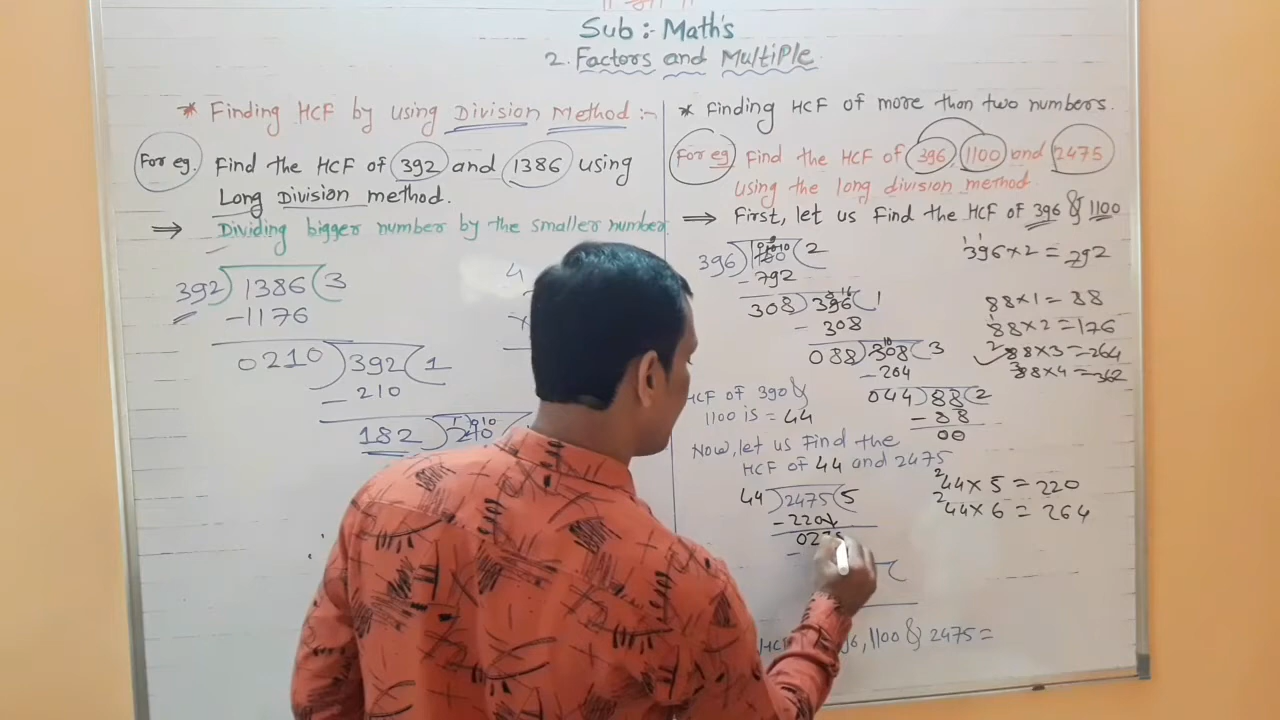 Sub :- Math's
2. Factors and Multiple
* Finding HCF by using Division Method :-
For eg. Find the HCF of 392 and 1386 using
Long Division method.
⇒ Dividing bigger number by the smaller number
392)1386(3
-1176
0210)392(1
-210
182)210
4
* Finding HCF of more than two numbers.
For eg Find the HCF of 396 1100 and 2475
using the long division method.
⇒ First, let us find the HCF of 396 & 1100
396)1100(2
-792
308)396(1
- 308
088)308(3
-264
044)88(2
- 88
00
396×2 = 792
88×1 = 88
88×2 = 176
88×3 = 264
88×4 = 362
HCF of 390 &
1100 is = 44
Now, let us find the
HCF of 44 and 2475
44)2475(5
-220↓
0275
-
44×5 = 220
44×6 = 264
HCF 396, 1100 & 2475 =